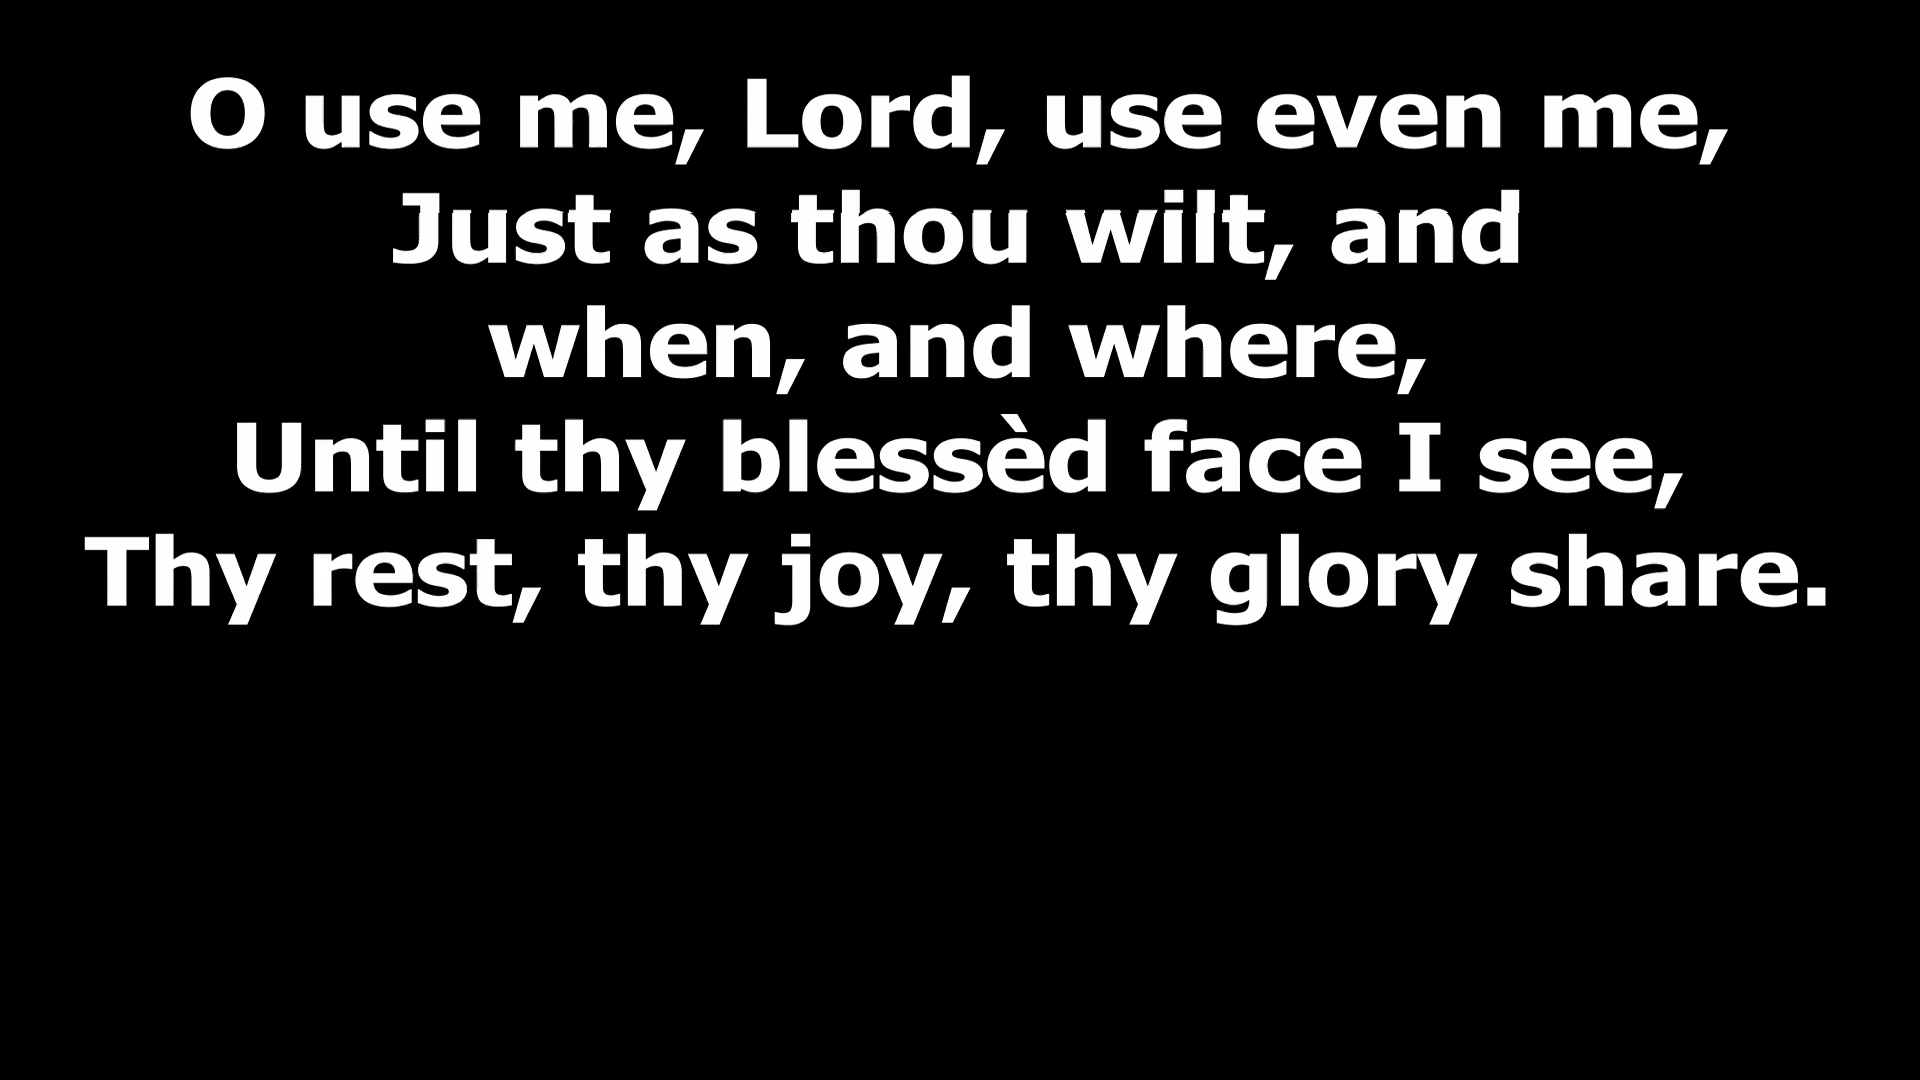 O use me, Lord, use even me,
Just as thou wilt, and
when, and where,
Until thy blessèd face I see,
Thy rest, thy joy, thy glory share.